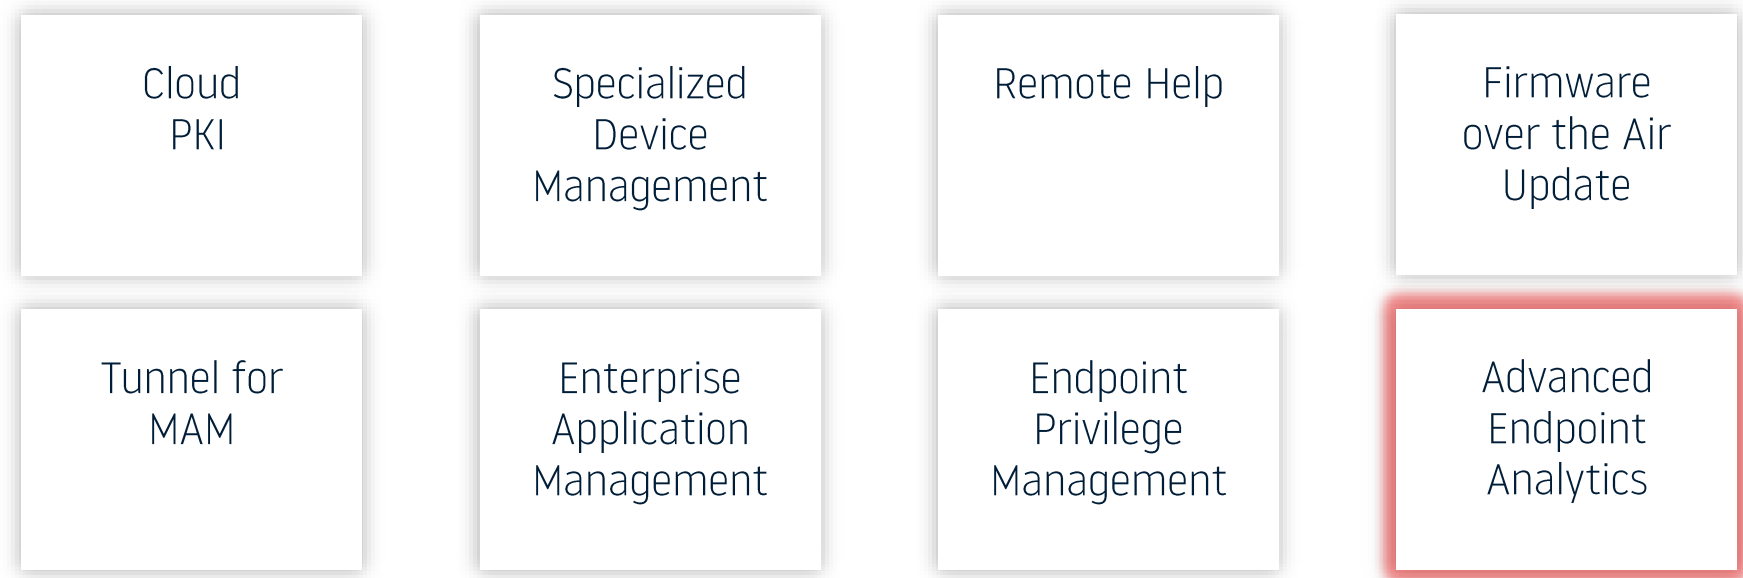 Cloud
PKI
Specialized
Device
Management
Remote Help
Firmware
over the Air
Update
Tunnel for
MAM
Enterprise
Application
Management
Endpoint
Privilege
Management
Advanced
Endpoint
Analytics